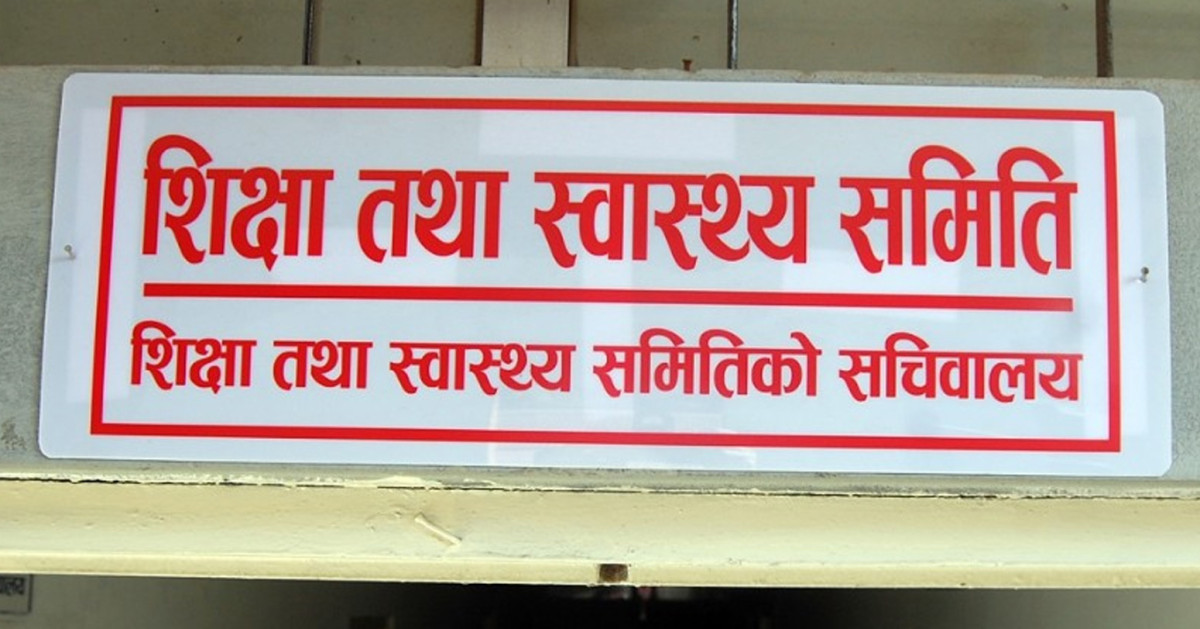 शिक्षा तथा स्वास्थ्य समिति
शिक्षा तथा स्वास्थ्य समितिको सचिवालय